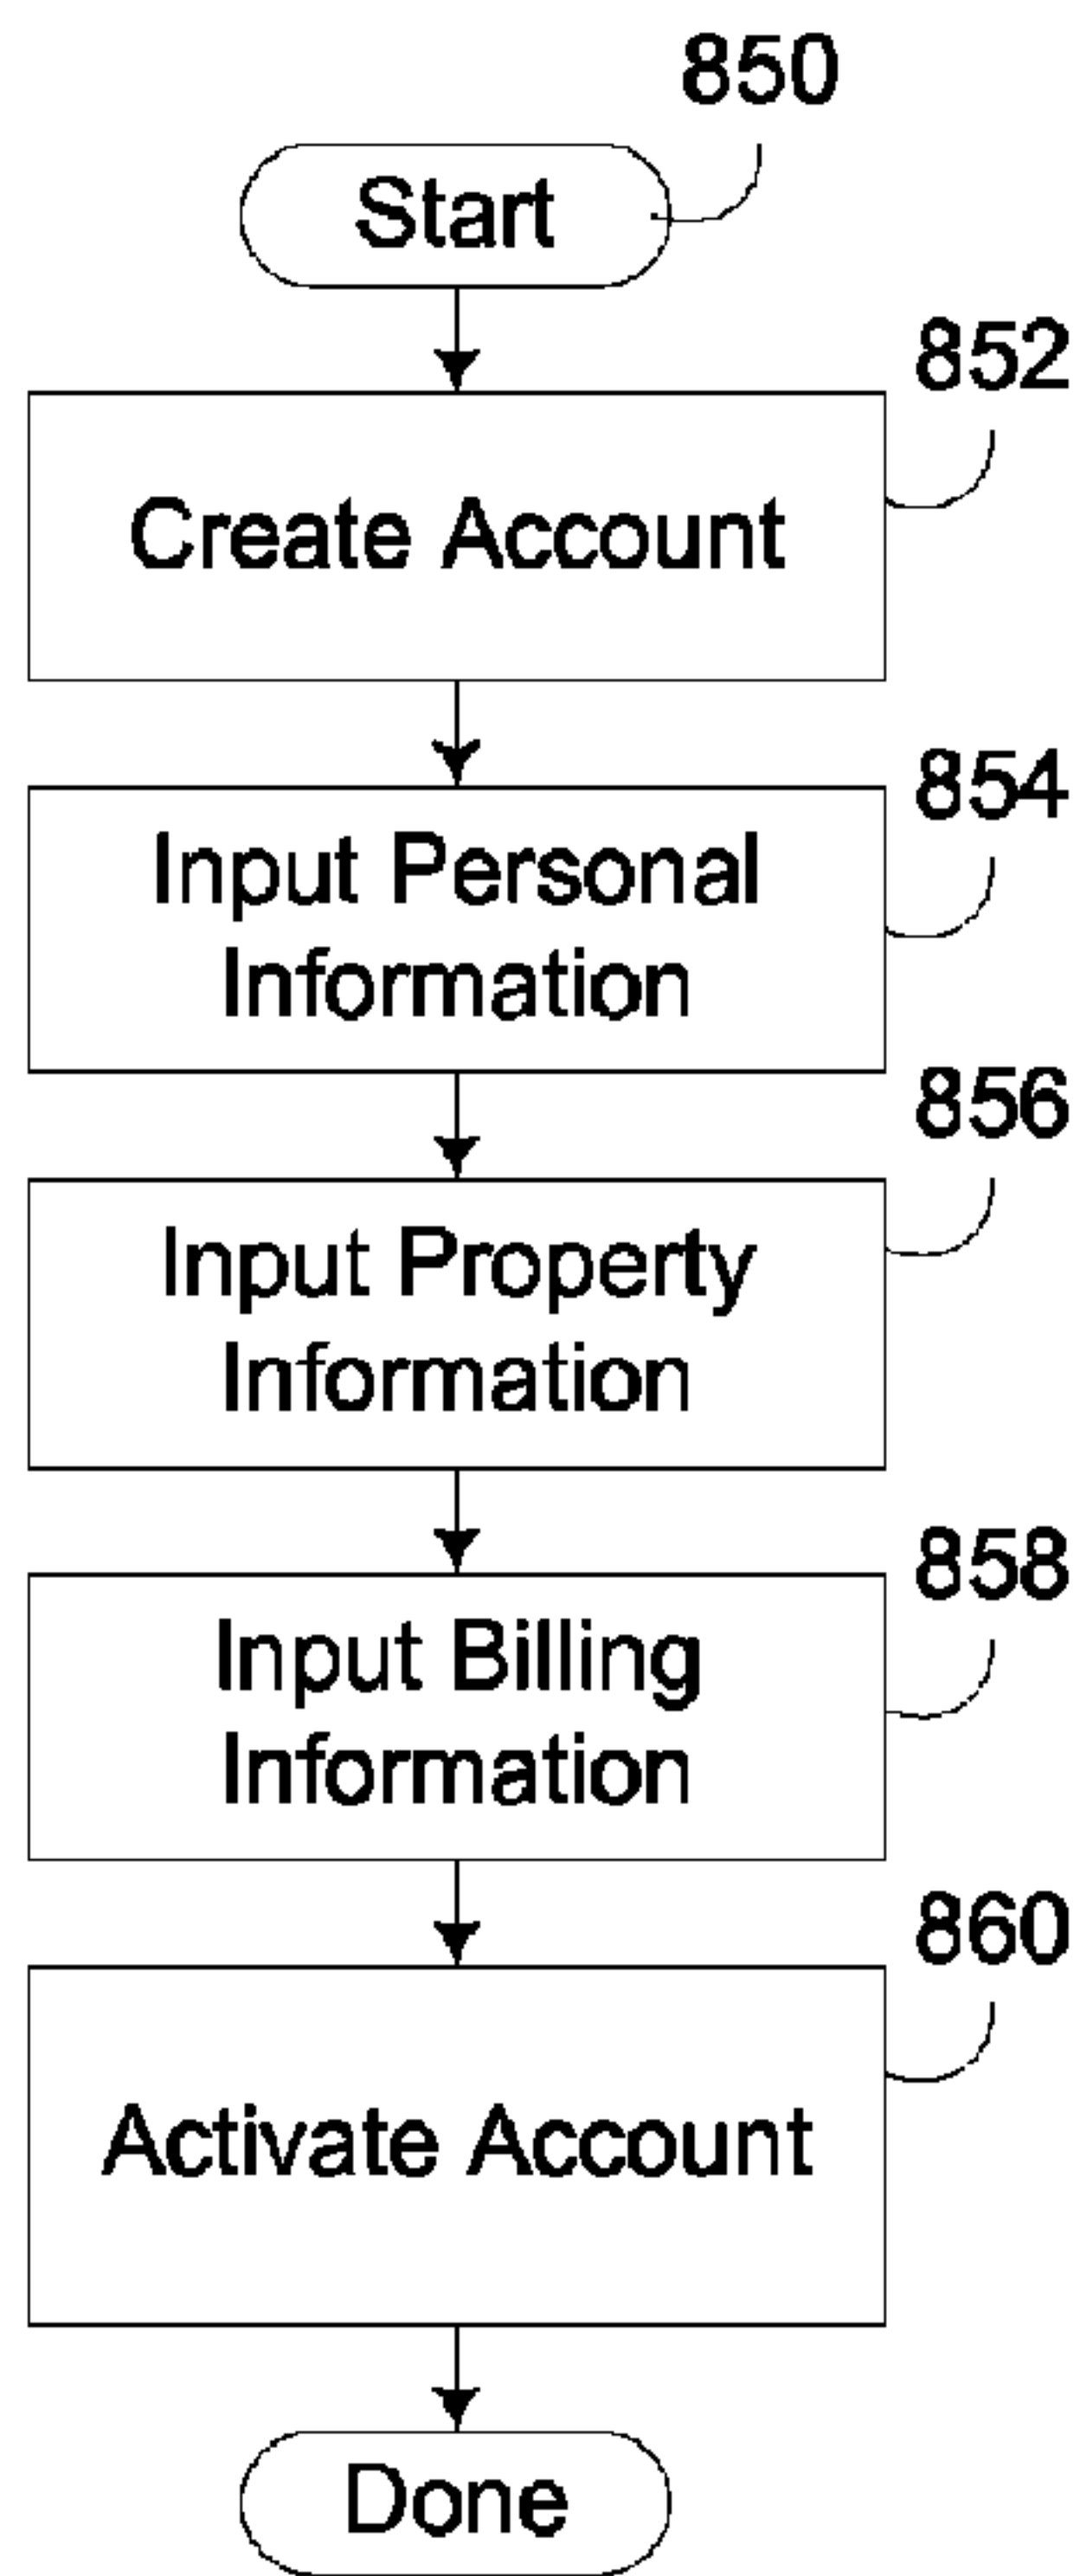 850
Start
852
Create Account
854
Input Personal
Information
856
Input Property
Information
858
Input Billing
Information
860
Activate Account
Done